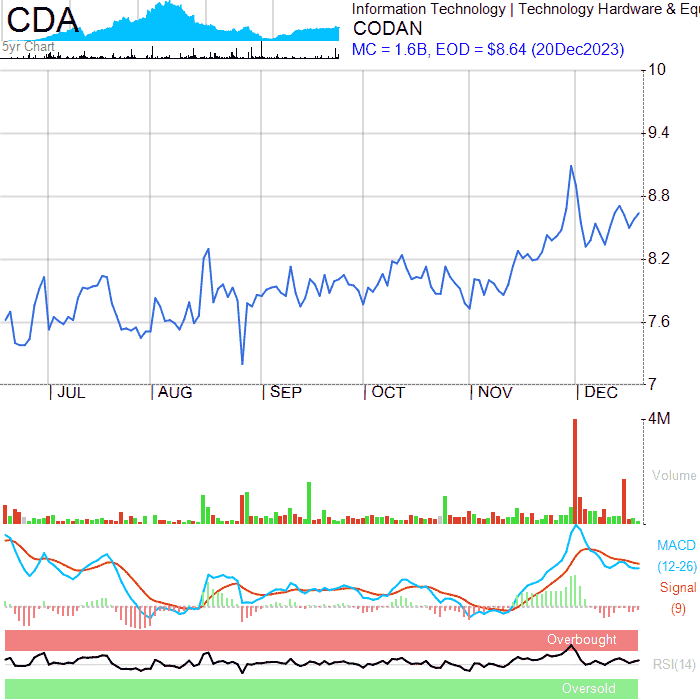 CDA
5yr Chart
Information Technology | Technology Hardware & Equ
CODAN
MC = 1.6B, EOD = $8.64 (20Dec2023)
10
9.4
8.8
8.2
7.6
7
JUL AUG SEP OCT NOV DEC
4M
Volume
MACD
(12-26)
Signal
(9)
Overbought
RSI(14)
Oversold